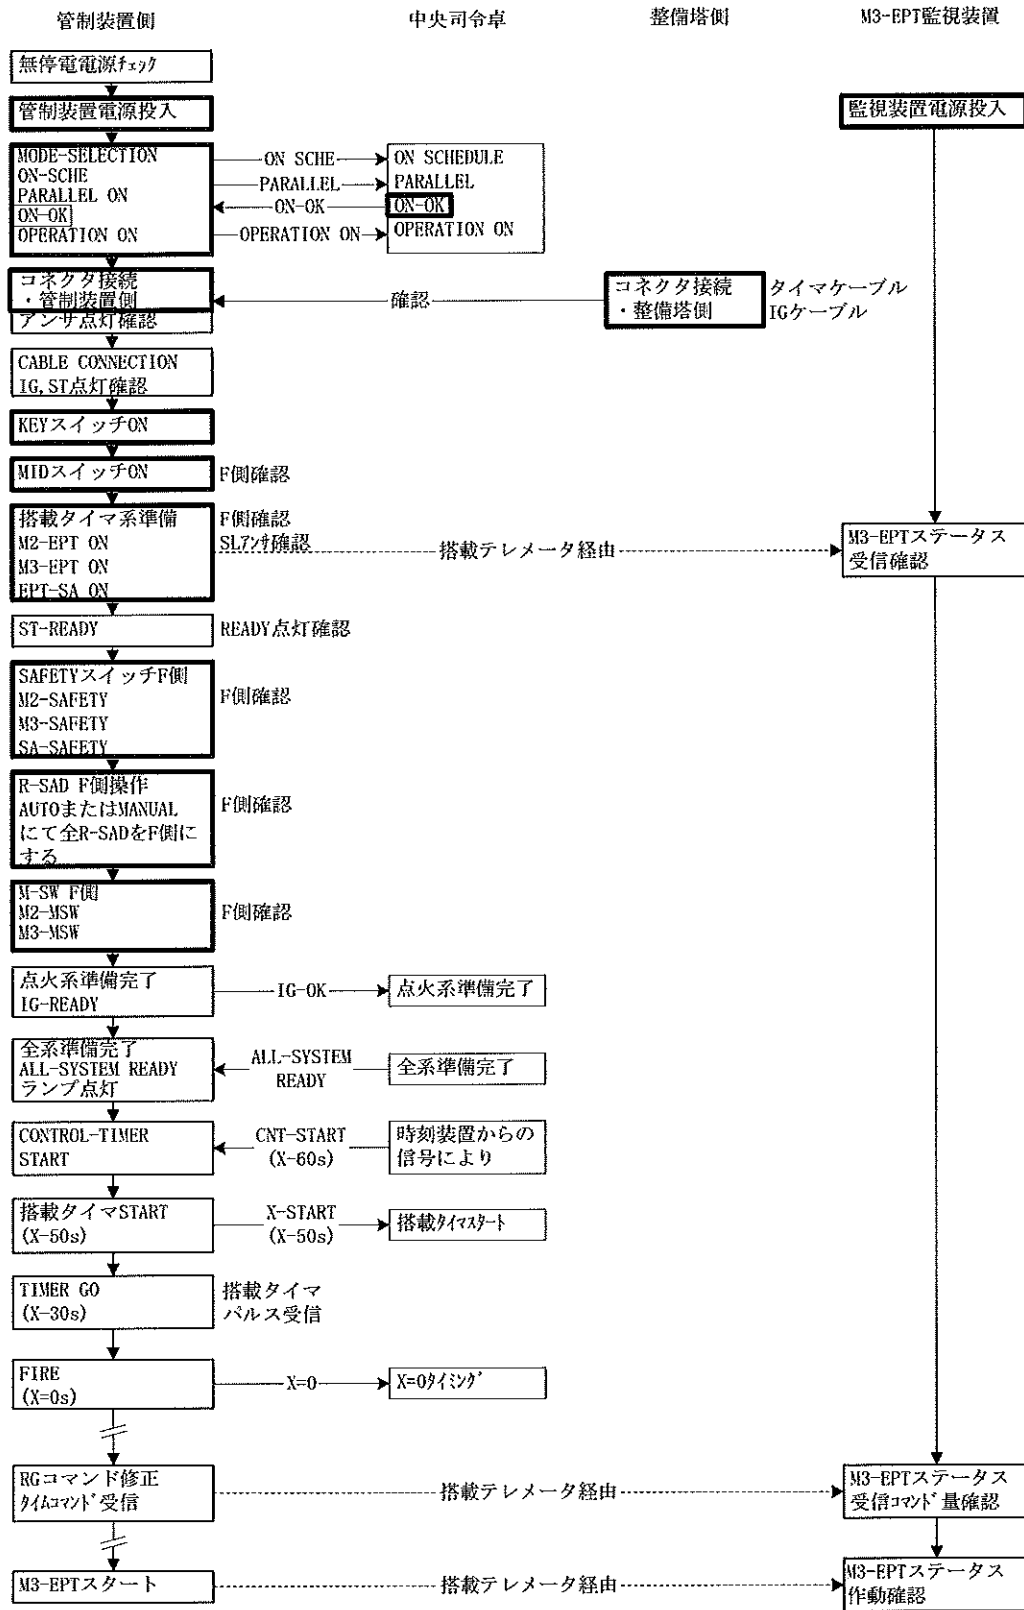 管制装置側
中央司令卓
整備塔側
M3-EPT監視装置
無停電電源ﾁｪｯｸ
管制装置電源投入
監視装置電源投入
MODE-SELECTION
ON-SCHE
PARALLEL ON
ON-OK
OPERATION ON
ON SCHE
PARALLEL
ON-OK
OPERATION ON
ON SCHEDULE
PARALLEL
ON-OK
OPERATION ON
コネクタ接続
・管制装置側
アンサ点灯確認
確認
コネクタ接続
・整備塔側
タイマケーブル
IGケーブル
CABLE CONNECTION
IG,ST点灯確認
KEYスイッチON
MIDスイッチON
F側確認
搭載タイマ系準備
M2-EPT ON
M3-EPT ON
EPT-SA ON
F側確認
SLｱﾝｻ確認
搭載テレメータ経由
M3-EPTステータス
受信確認
ST-READY
READY点灯確認
SAFETYスイッチF側
M2-SAFETY
M3-SAFETY
SA-SAFETY
F側確認
R-SAD F側操作
AUTOまたはMANUAL
にて全R-SADをF側に
する
F側確認
M-SW F側
M2-MSW
M3-MSW
F側確認
点火系準備完了
IG-READY
IG-OK
点火系準備完了
全系準備完了
ALL-SYSTEM READY
ランプ点灯
ALL-SYSTEM
READY
全系準備完了
CONTROL-TIMER
START
CNT-START
(X-60s)
時刻装置からの
信号により
搭載タイマSTART
(X-50s)
X-START
(X-50s)
搭載ﾀｲﾏｽﾀｰﾄ
TIMER GO
(X-30s)
搭載タイマ
パルス受信
FIRE
(X=0s)
X=0
X=0ﾀｲﾐﾝｸﾞ
RGコマンド修正
ﾀｲﾑｺﾏﾝﾄﾞ受信
搭載テレメータ経由
M3-EPTステータス
受信ｺﾏﾝﾄﾞ量確認
M3-EPTスタート
搭載テレメータ経由
M3-EPTステータス
作動確認